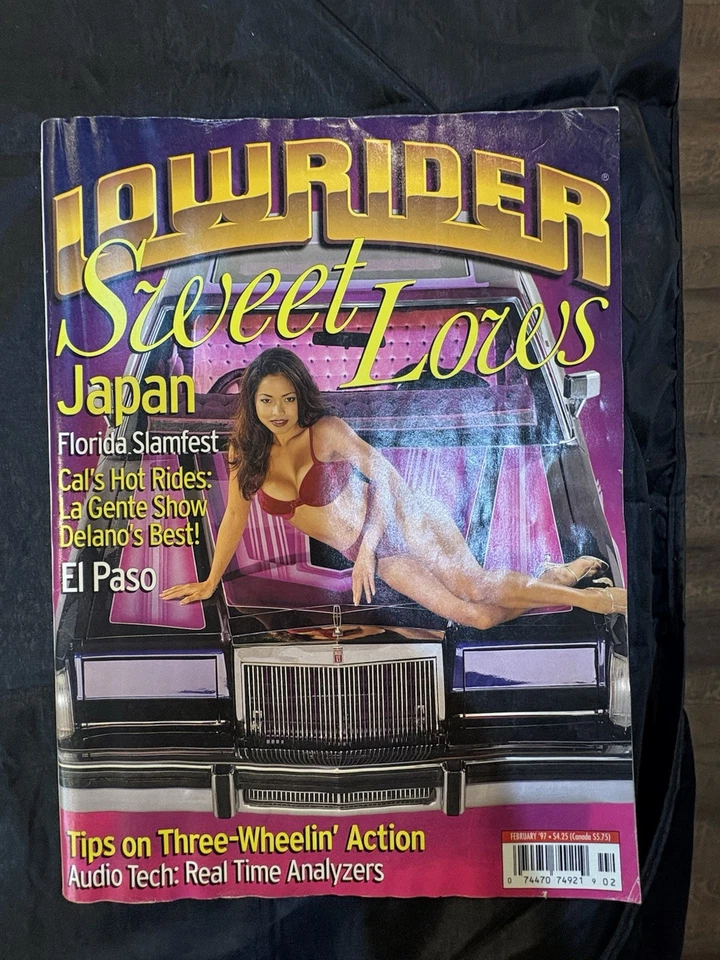 LOWRIDER®
Sweet Lows
Japan
Florida Slamfest
Cal's Hot Rides:
La Gente Show
Delano's Best!
El Paso
Tips on Three-Wheelin' Action
Audio Tech: Real Time Analyzers
FEBRUARY '97 • $4.25 (Canada $5.75)
0 74470 74921 9 02